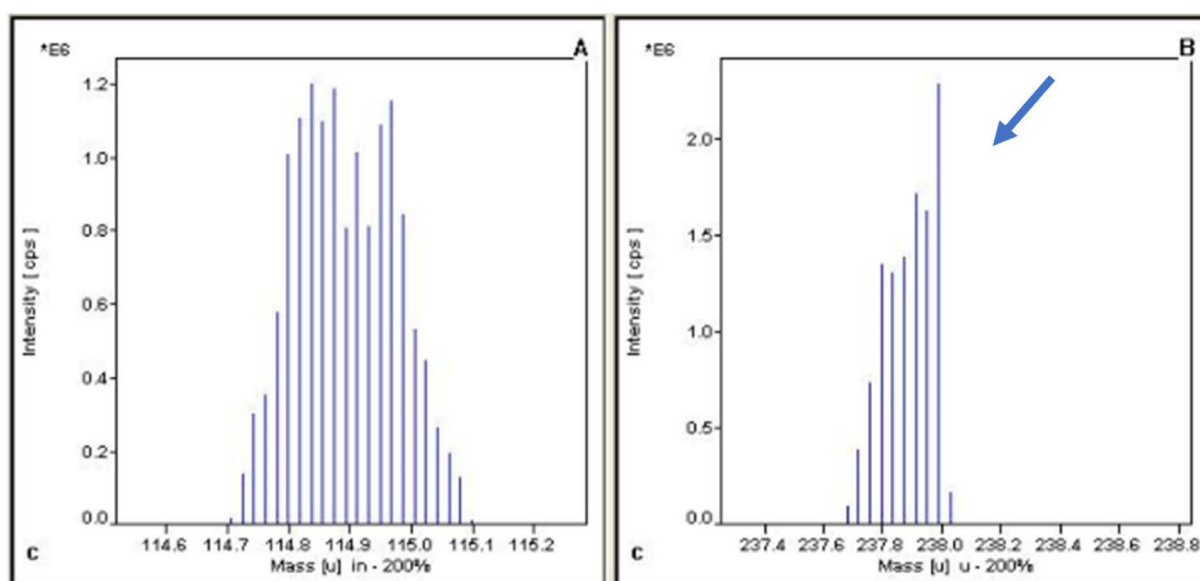 *E6
A
1.2
1.0
0.8
0.6
0.4
0.2
0.0
Intensity [ cps ]
114.6 114.7 114.8 114.9 115.0 115.1 115.2
Mass [u] in - 200%
c
*E6
B
2.0
1.5
1.0
0.5
0.0
Intensity [ cps ]
237.4 237.6 237.8 238.0 238.2 238.4 238.6 238.8
Mass [u] u - 200%
c